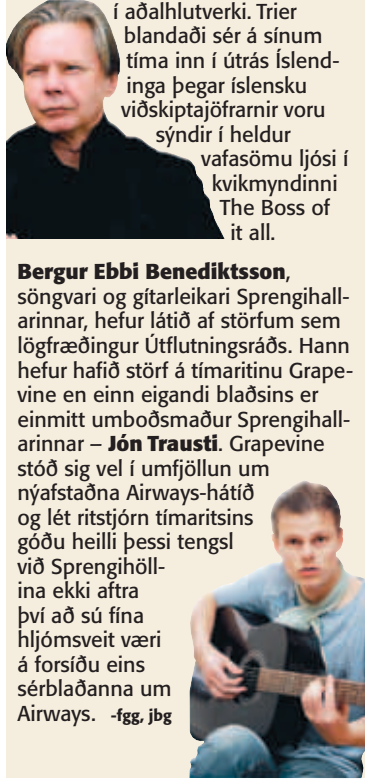 í aðalhlutverki. Trier
blandaði sér á sínum
tíma inn í útrás Íslend-
inga þegar íslensku
viðskiptajöfrarnir voru
sýndir í heldur
vafasömu ljósi í
kvikmyndinni
The Boss of
it all.
Bergur Ebbi Benediktsson,
söngvari og gítarleikari Sprengihall-
arinnar, hefur látið af störfum sem
lögfræðingur Útflutningsráðs. Hann
hefur hafið störf á tímaritinu Grape-
vine en einn eigandi blaðsins er
einmitt umboðsmaður Sprengihall-
arinnar – Jón Trausti. Grapevine
stóð sig vel í umfjöllun um
nýafstaðna Airways-hátíð
og lét ritstjórn tímaritsins
góðu heilli þessi tengsl
við Sprengihöll-
ina ekki aftra
því að sú fína
hljómsveit væri
á forsíðu eins
sérblaðanna um
Airways. -fgg, jbg